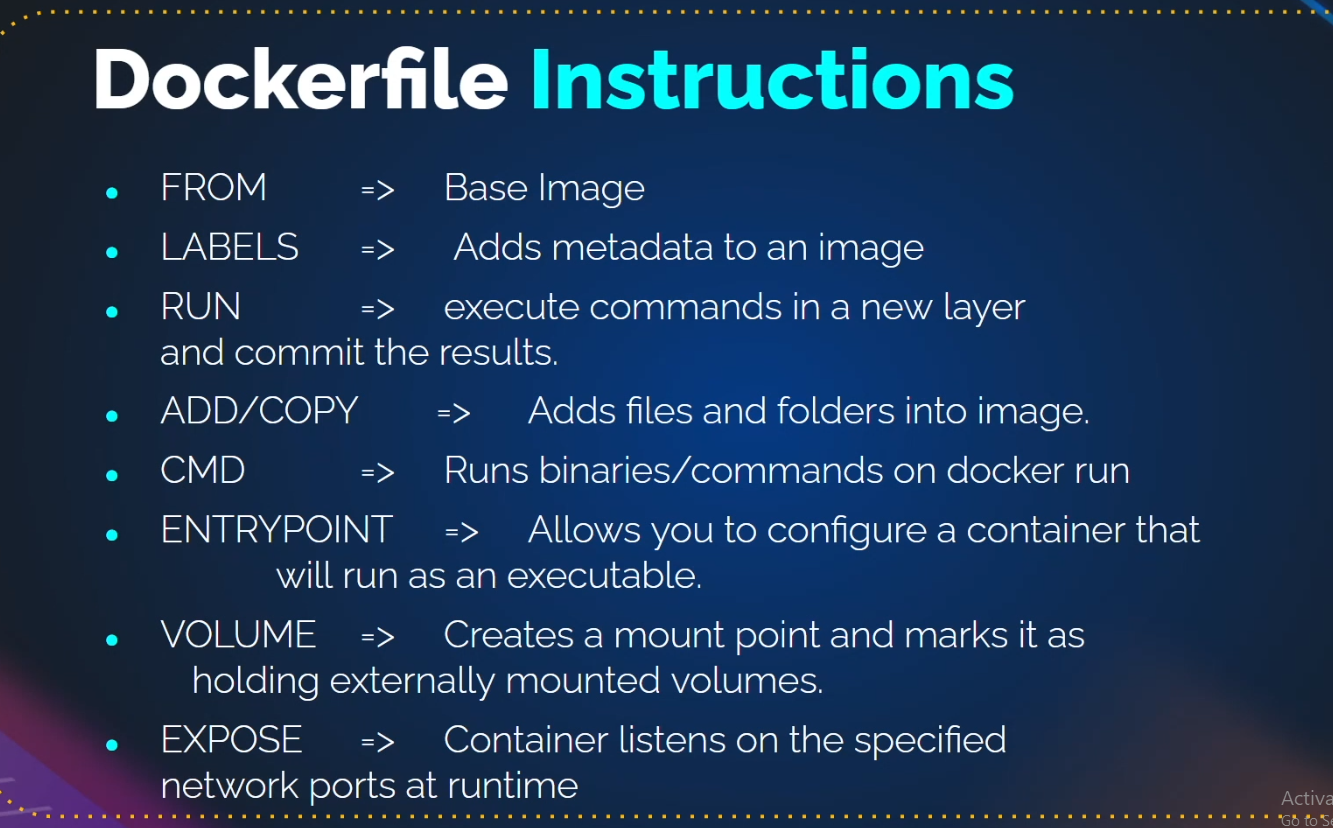 Dockerfile Instructions
FROM => Base Image
LABELS => Adds metadata to an image
RUN => execute commands in a new layer
and commit the results.
ADD/COPY => Adds files and folders into image.
CMD => Runs binaries/commands on docker run
ENTRYPOINT => Allows you to configure a container that
will run as an executable.
VOLUME => Creates a mount point and marks it as
holding externally mounted volumes.
EXPOSE => Container listens on the specified
network ports at runtime
Go to